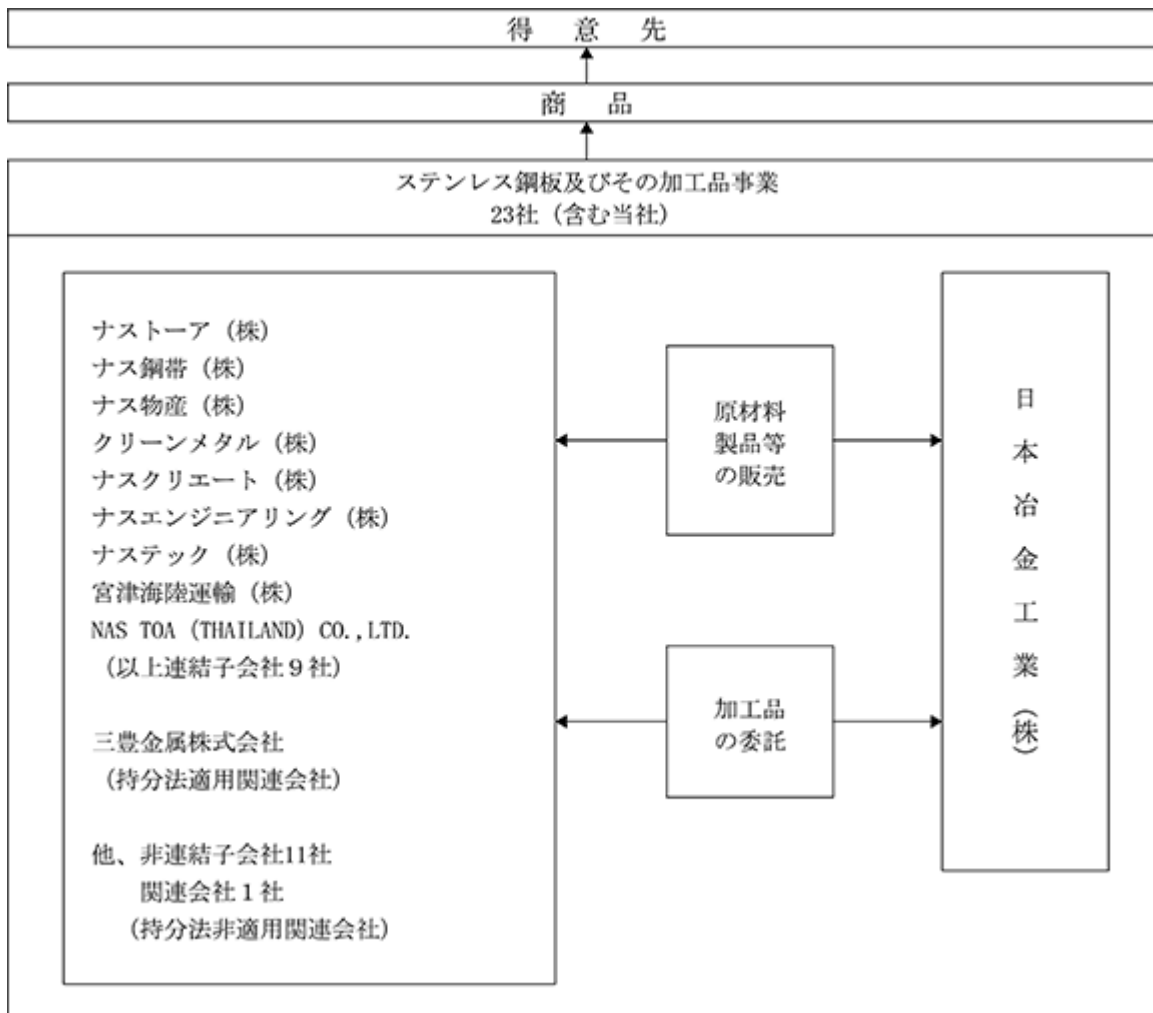 得意先
商品
ステンレス鋼板及びその加工品事業
23社（含む当社）
ナストーア（株）
ナス鋼帯（株）
ナス物産（株）
クリーンメタル（株）
ナスクリエート（株）
ナスエンジニアリング（株）
ナステック（株）
宮津海陸運輸（株）
NAS TOA (THAILAND) CO.,LTD.
（以上連結子会社９社）
三豊金属株式会社
（持分法適用関連会社）
他、非連結子会社11社
関連会社１社
（持分法非適用関連会社）
原材料
製品等
の販売
加工品
の委託
日本冶金工業（株）